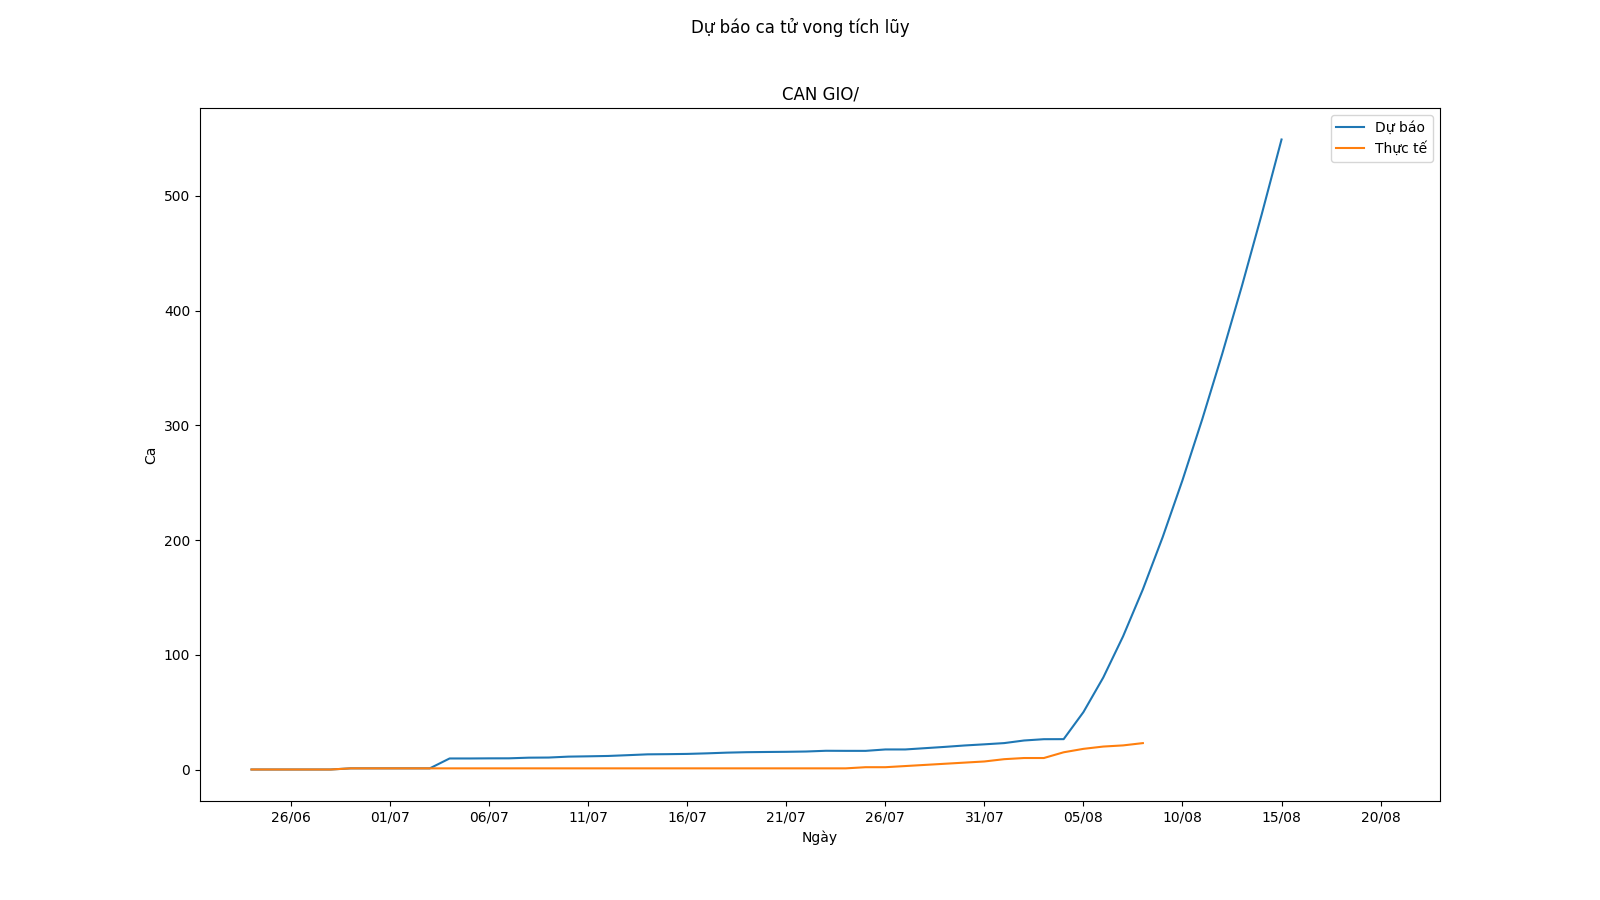 Dự báo ca tử vong tích lũy
CAN GIO/
Dự báo
Thực tế
500
400
300
200
100
0
Ca
26/06 01/07 06/07 11/07 16/07 21/07 26/07 31/07 05/08 10/08 15/08 20/08
Ngày